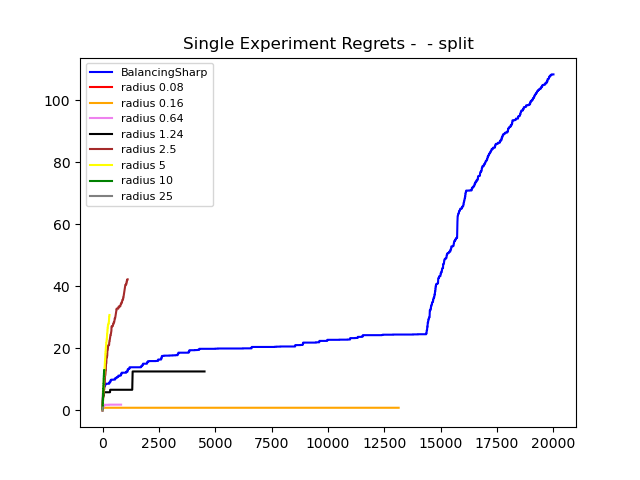 Single Experiment Regrets -  - split
BalancingSharp
radius 0.08
radius 0.16
radius 0.64
radius 1.24
radius 2.5
radius 5
radius 10
radius 25
100
80
60
40
20
0
0 2500 5000 7500 10000 12500 15000 17500 20000